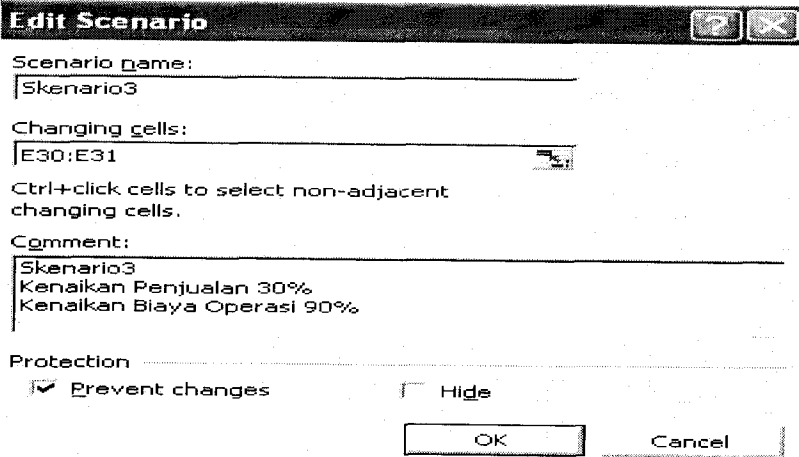 Edit Scenario
Scenario name:
Skenario3
Changing cells:
E30:E31
Ctrl+click cells to select non-adjacent
changing cells.
Comment:
Skenario3
Kenaikan Penjualan 30%
Kenaikan Biaya Operasi 90%
Protection
Prevent changes
Hide
OK
Cancel